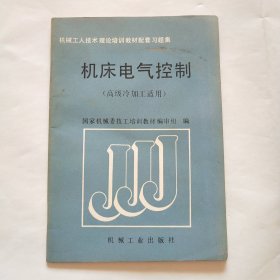 机械工人技术理论培训教材配套习题集
机床电气控制
(高级冷加工适用)
国家机械委技工培训教材编审组 编
机械工业出版社